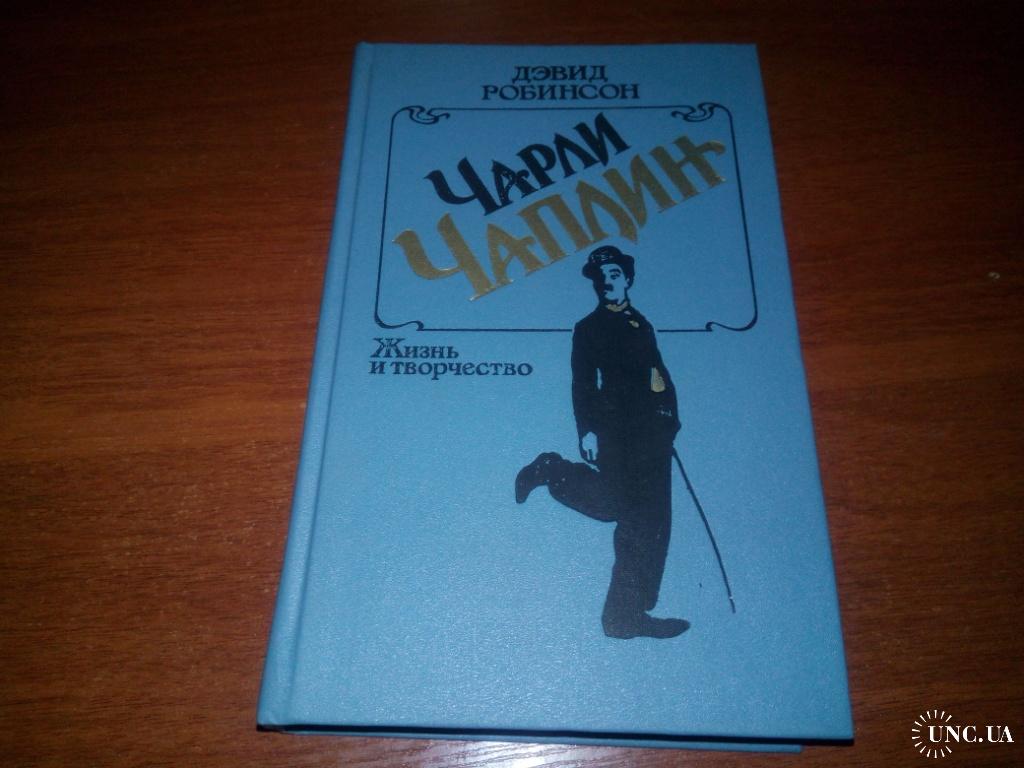 ДЭВИД
РОБИНСОН
ЧАРЛИ
ЧАПЛИН
Жизнь
и творчество
UNC.UA